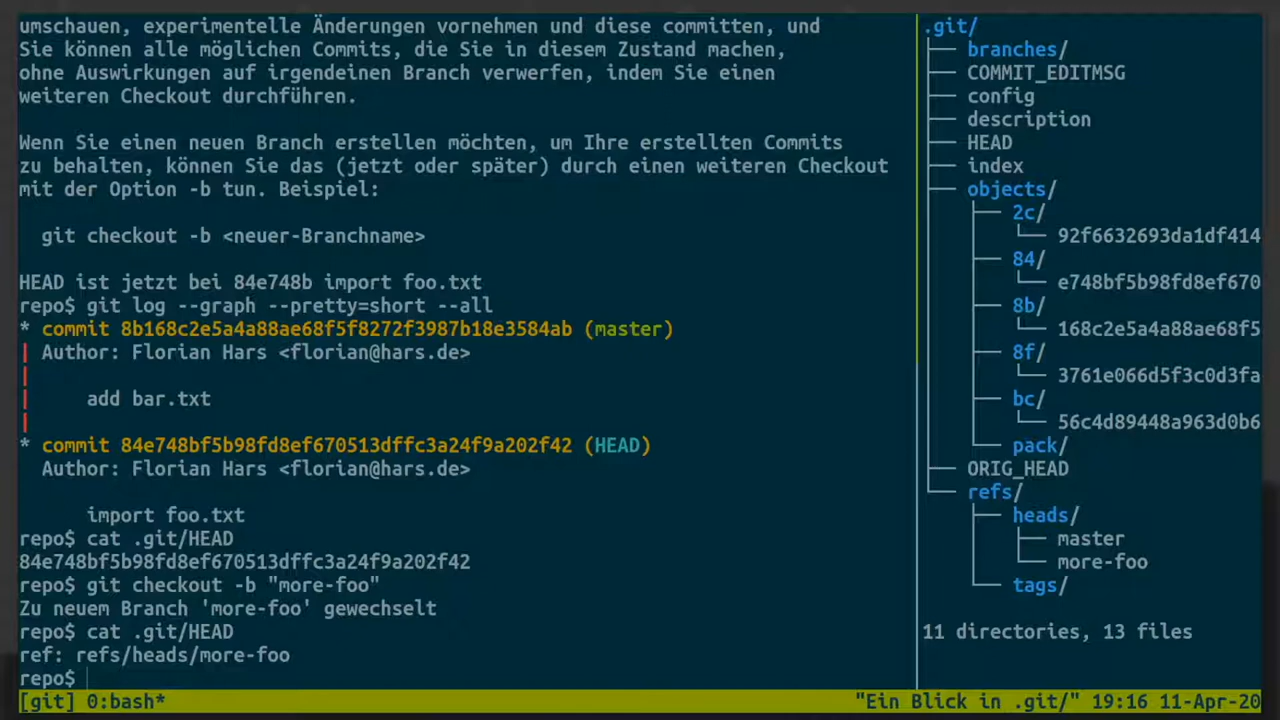 umschauen, experimentelle Änderungen vornehmen und diese committen, und
Sie können alle möglichen Commits, die Sie in diesem Zustand machen,
ohne Auswirkungen auf irgendeinen Branch verwerfen, indem Sie einen
weiteren Checkout durchführen.
Wenn Sie einen neuen Branch erstellen möchten, um Ihre erstellten Commits
zu behalten, können Sie das (jetzt oder später) durch einen weiteren Checkout
mit der Option -b tun. Beispiel:
git checkout -b <neuer-Branchname>
HEAD ist jetzt bei 84e748b import foo.txt
repo$ git log --graph --pretty=short --all
* commit 8b168c2e5a4a88ae68f5f8272f3987b18e3584ab (master)
| Author: Florian Hars <florian@hars.de>
|
| add bar.txt
|
* commit 84e748bf5b98fd8ef670513dffc3a24f9a202f42 (HEAD)
Author: Florian Hars <florian@hars.de>
import foo.txt
repo$ cat .git/HEAD
84e748bf5b98fd8ef670513dffc3a24f9a202f42
repo$ git checkout -b "more-foo"
Zu neuem Branch 'more-foo' gewechselt
repo$ cat .git/HEAD
ref: refs/heads/more-foo
repo$
.git/
├── branches/
├── COMMIT_EDITMSG
├── config
├── description
├── HEAD
├── index
├── objects/
│   ├── 2c/
│   │   └── 92f6632693da1df414
│   ├── 84/
│   │   └── e748bf5b98fd8ef670
│   ├── 8b/
│   │   └── 168c2e5a4a88ae68f5
│   ├── 8f/
│   │   └── 3761e066d5f3c0d3fa
│   ├── bc/
│   │   └── 56c4d89448a963d0b6
│   └── pack/
├── ORIG_HEAD
└── refs/
    ├── heads/
    │   ├── master
    │   └── more-foo
    └── tags/
11 directories, 13 files
[git] 0:bash* "Ein Blick in .git/" 19:16 11-Apr-20